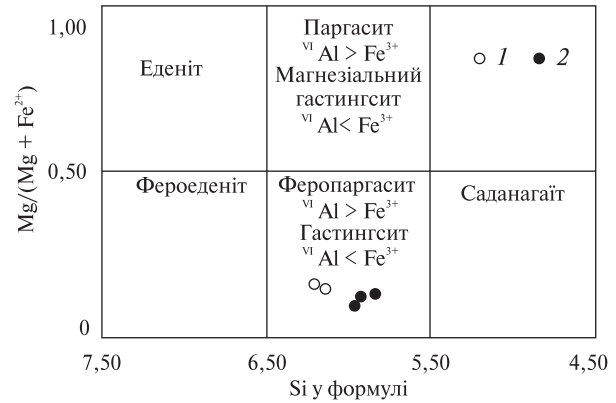 1,00
Mg/(Mg + Fe²⁺)
0,50
0
Еденіт
Паргасит
ⱽᴵ Al > Fe³⁺
Магнезіальний
гастингсит
ⱽᴵ Al< Fe³⁺
1
2
Фероеденіт
Феропаргасит
ⱽᴵ Al > Fe³⁺
Гастингсит
ⱽᴵ Al < Fe³⁺
Саданагаїт
7,50
6,50
5,50
4,50
Si у формулі